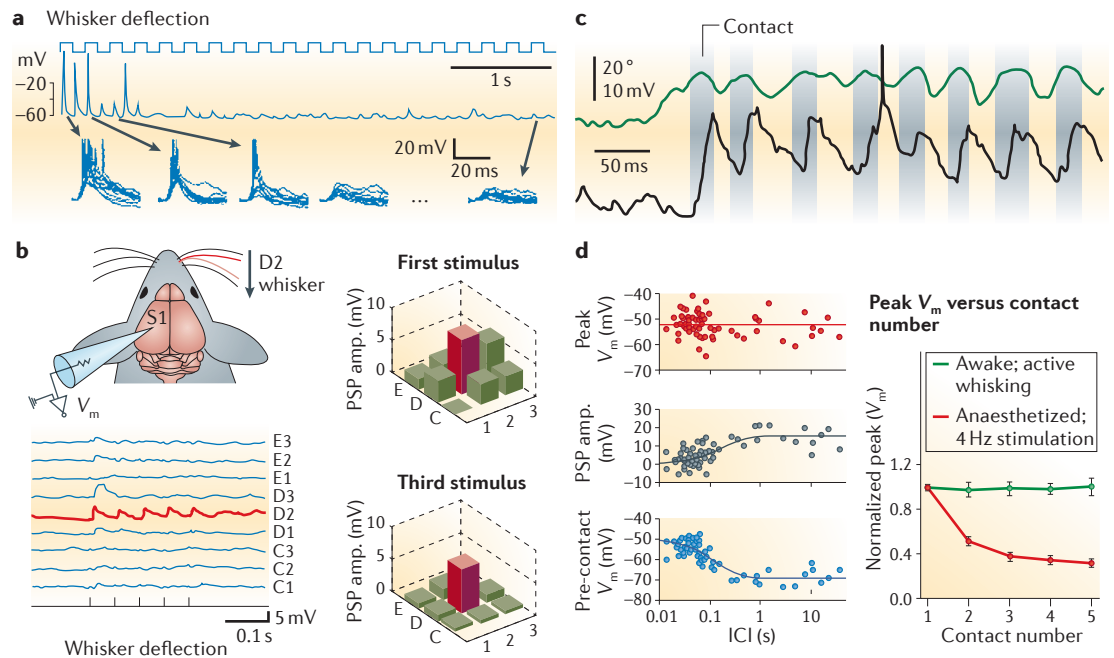 a
Whisker deflection
mV
−20
−60
1 s
20 mV
20 ms
...
c
Contact
20°
10 mV
50 ms
b
D2
whisker
S1
Vm
E3
E2
E1
D3
D2
D1
C3
C2
C1
5 mV
0.1 s
Whisker deflection
First stimulus
PSP amp. (mV)
10
5
0
E
D
C
1
2
3
Third stimulus
PSP amp. (mV)
10
5
0
E
D
C
1
2
3
d
Peak
Vm (mV)
−40
−50
−60
−70
PSP amp.
(mV)
30
20
10
0
−10
Pre-contact
Vm (mV)
−40
−50
−60
−70
−80
0.01 0.1 1 10
ICI (s)
Peak Vm versus contact
number
Awake; active
whisking
Anaesthetized;
4 Hz stimulation
Normalized peak (Vm)
1.2
0.8
0.4
0.0
1 2 3 4 5
Contact number